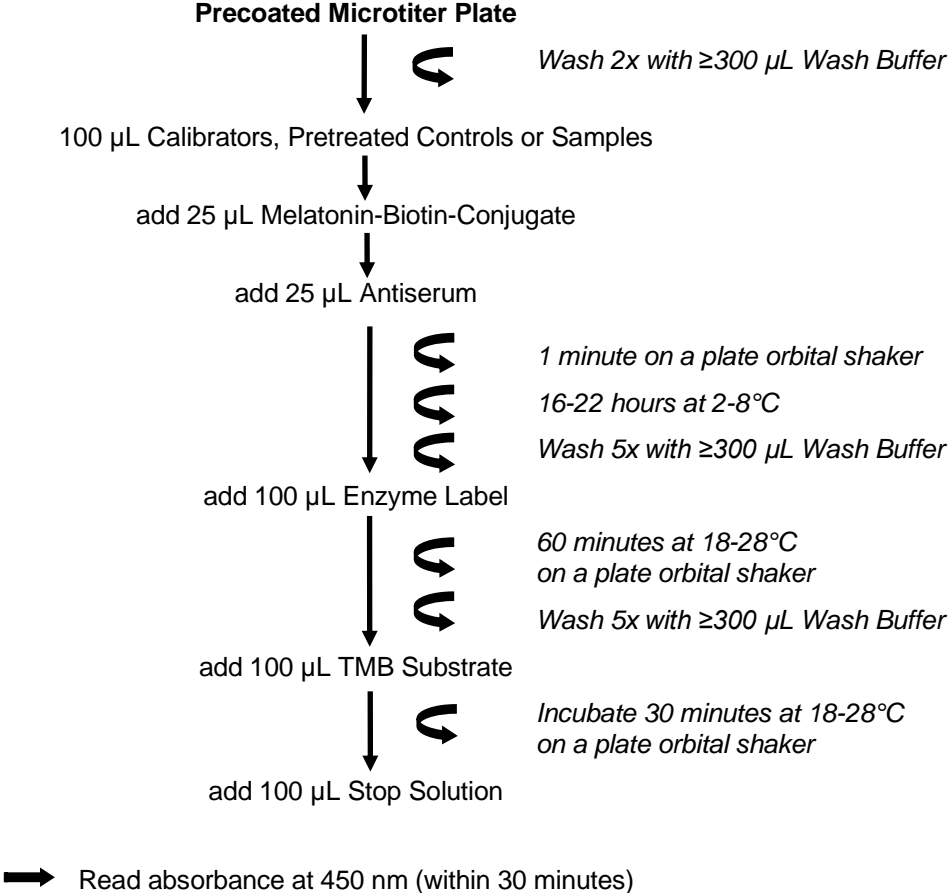 Precoated Microtiter Plate
Wash 2x with ≥300 µL Wash Buffer
100 µL Calibrators, Pretreated Controls or Samples
add 25 µL Melatonin-Biotin-Conjugate
add 25 µL Antiserum
1 minute on a plate orbital shaker
16-22 hours at 2-8°C
Wash 5x with ≥300 µL Wash Buffer
add 100 µL Enzyme Label
60 minutes at 18-28°C
on a plate orbital shaker
Wash 5x with ≥300 µL Wash Buffer
add 100 µL TMB Substrate
Incubate 30 minutes at 18-28°C
on a plate orbital shaker
add 100 µL Stop Solution
Read absorbance at 450 nm (within 30 minutes)